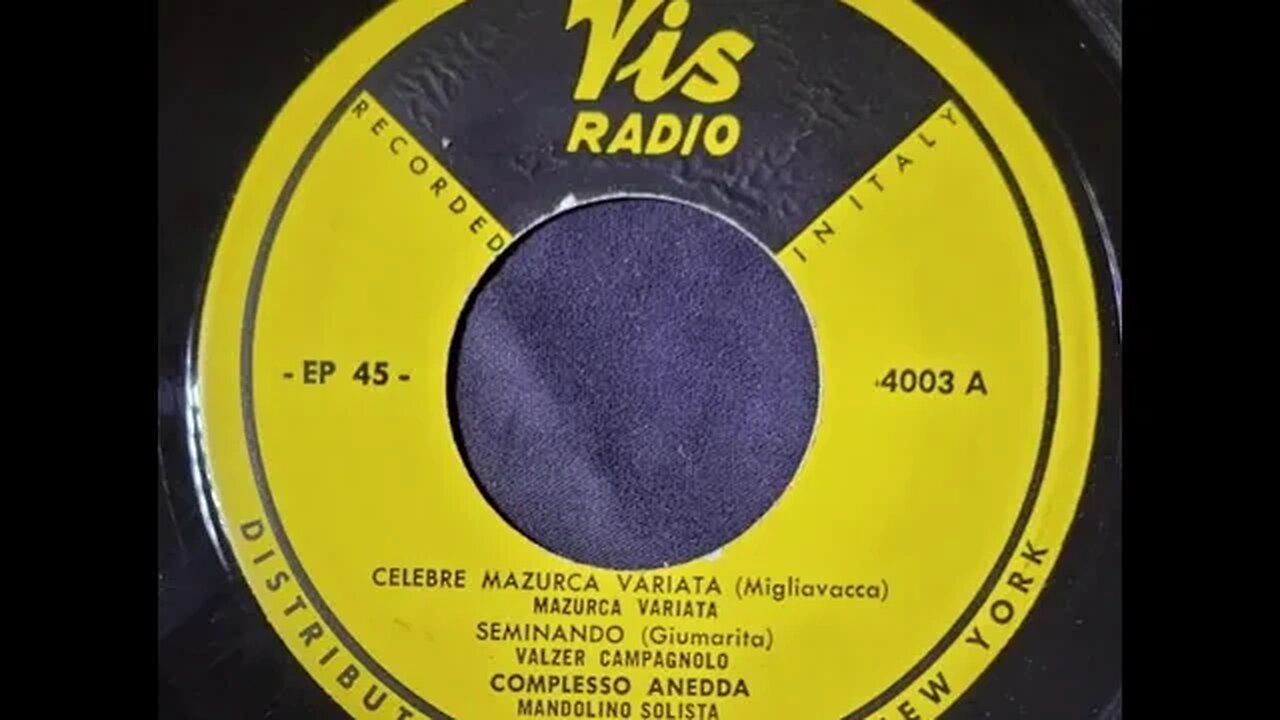 Vis
RADIO
RECORDED IN ITALY
- EP 45 -
4003 A
CELEBRE MAZURCA VARIATA (Migliavacca)
MAZURCA VARIATA
SEMINANDO (Giumarita)
VALZER CAMPAGNOLO
COMPLESSO ANEDDA
MANDOLINO SOLISTA
YORK